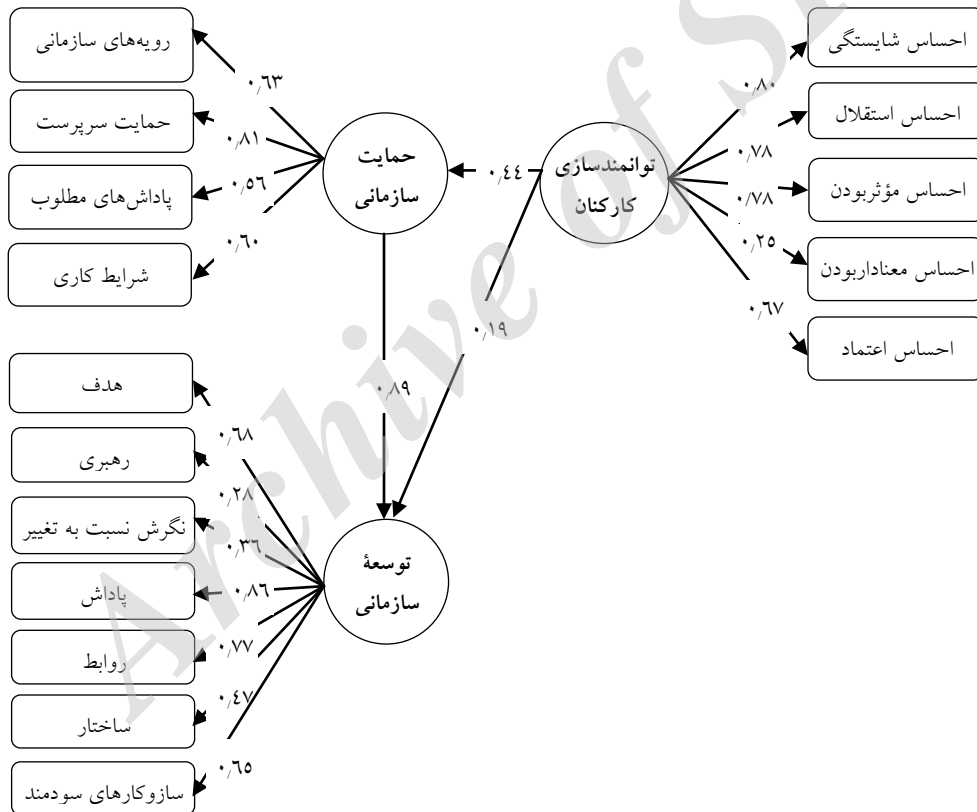 احساس شایستگی
احساس استقلال
احساس مؤثربودن
احساس معناداربودن
احساس اعتماد
۰٫۸۰
۰٫۷۸
۰٫۷۸
۰٫۲۵
۰٫۶۷
توانمندسازی
کارکنان
۰٫۴۴
۰٫۱۹
حمایت
سازمانی
۰٫۸۹
رویه‌های سازمانی
حمایت سرپرست
پاداش‌های مطلوب
شرایط کاری
۰٫۶۳
۰٫۸۱
۰٫۵۶
۰٫۶۰
توسعهٔ
سازمانی
هدف
رهبری
نگرش نسبت به تغییر
پاداش
روابط
ساختار
سازوکارهای سودمند
۰٫۶۸
۰٫۲۸
۰٫۳۶
۰٫۸۶
۰٫۷۷
۰٫۴۷
۰٫۶۵
Archive of S